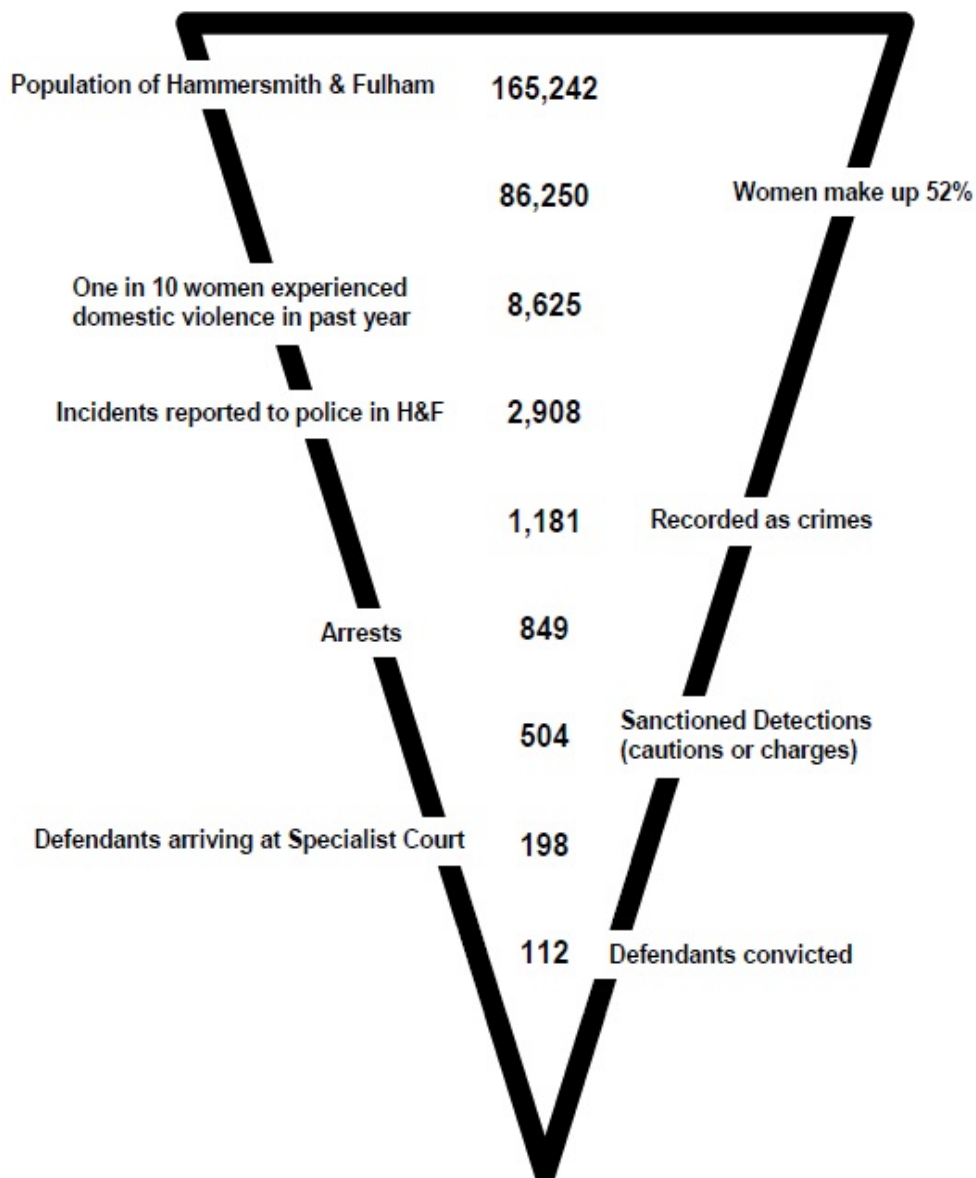 Population of Hammersmith & Fulham 165,242
86,250 Women make up 52%
One in 10 women experienced
domestic violence in past year
8,625
Incidents reported to police in H&F 2,908
1,181 Recorded as crimes
Arrests 849
504 Sanctioned Detections
(cautions or charges)
Defendants arriving at Specialist Court 198
112 Defendants convicted